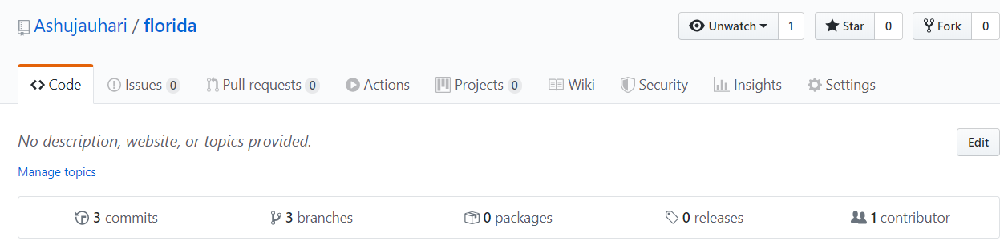 Ashujauhari / florida
Unwatch 1 Star 0 Fork 0
Code Issues 0 Pull requests 0 Actions Projects 0 Wiki Security Insights Settings
No description, website, or topics provided.
Edit
Manage topics
3 commits 3 branches 0 packages 0 releases 1 contributor